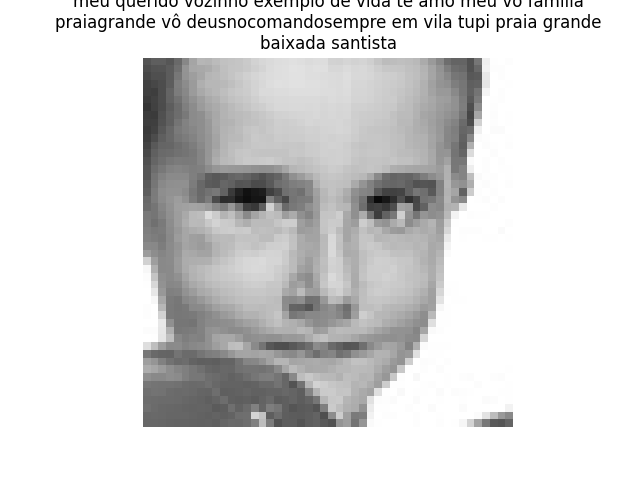 meu querido vozinho exemplo de vida te amo meu vô família
praiagrande vô deusnocomandosempre em vila tupi praia grande
baixada santista